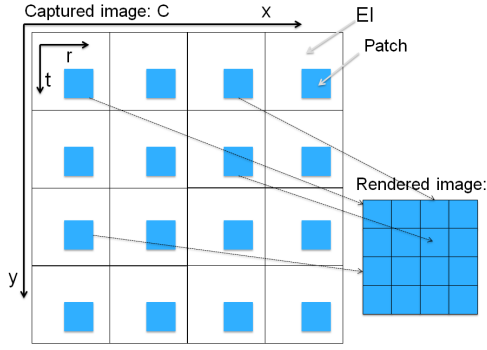 Captured image: C
x
EI
r
Patch
t
Rendered image:
y